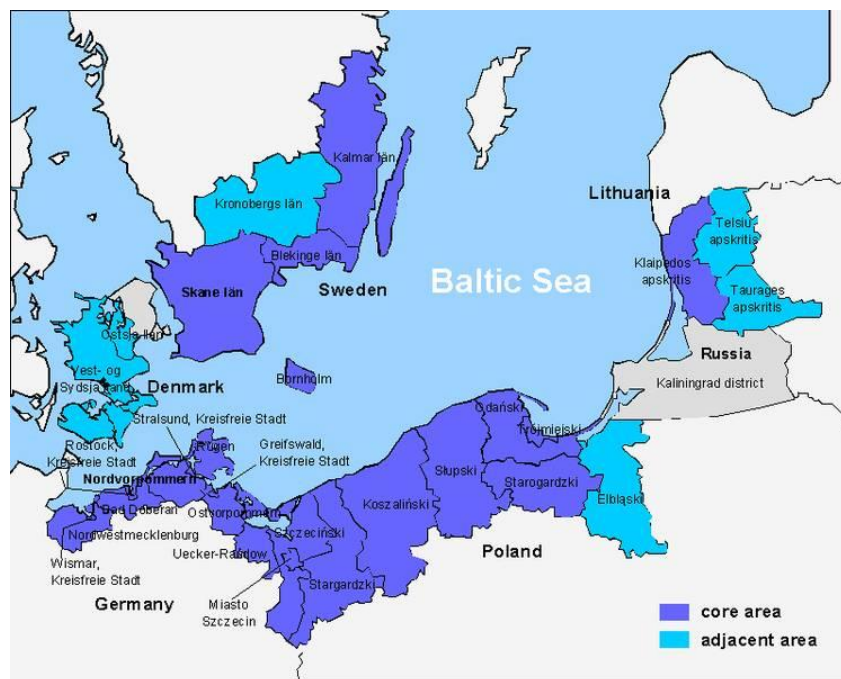 Kalmar län
Kronobergs län
Lithuania
Telsiu
apskritis
Blekinge län
Klaipedos
apskritis
Baltic Sea
Skane län
Sweden
Taurages
apskritis
Vest- og
Sydsjælland
Denmark
Russia
Kaliningrad district
Bornholm
Gdański
Trójmiejski
Stralsund, Kreisfreie Stadt
Rostock,
Kreisfreie Stadt
Rügen
Greifswald,
Kreisfreie Stadt
Nordvorpommern
Słupski
Starogardzki
Elbląski
Koszaliński
Bad Doberan
Ostvorpommern
Szczeciński
Nordwestmecklenburg
Uecker-Randow
Wismar,
Kreisfreie Stadt
Poland
Stargardzki
Germany
Miasto
Szczecin
core area
adjacent area